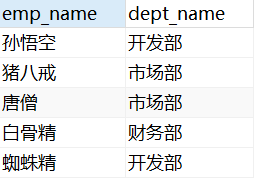 emp_name dept_name
孙悟空 开发部
猪八戒 市场部
唐僧 市场部
白骨精 财务部
蜘蛛精 开发部